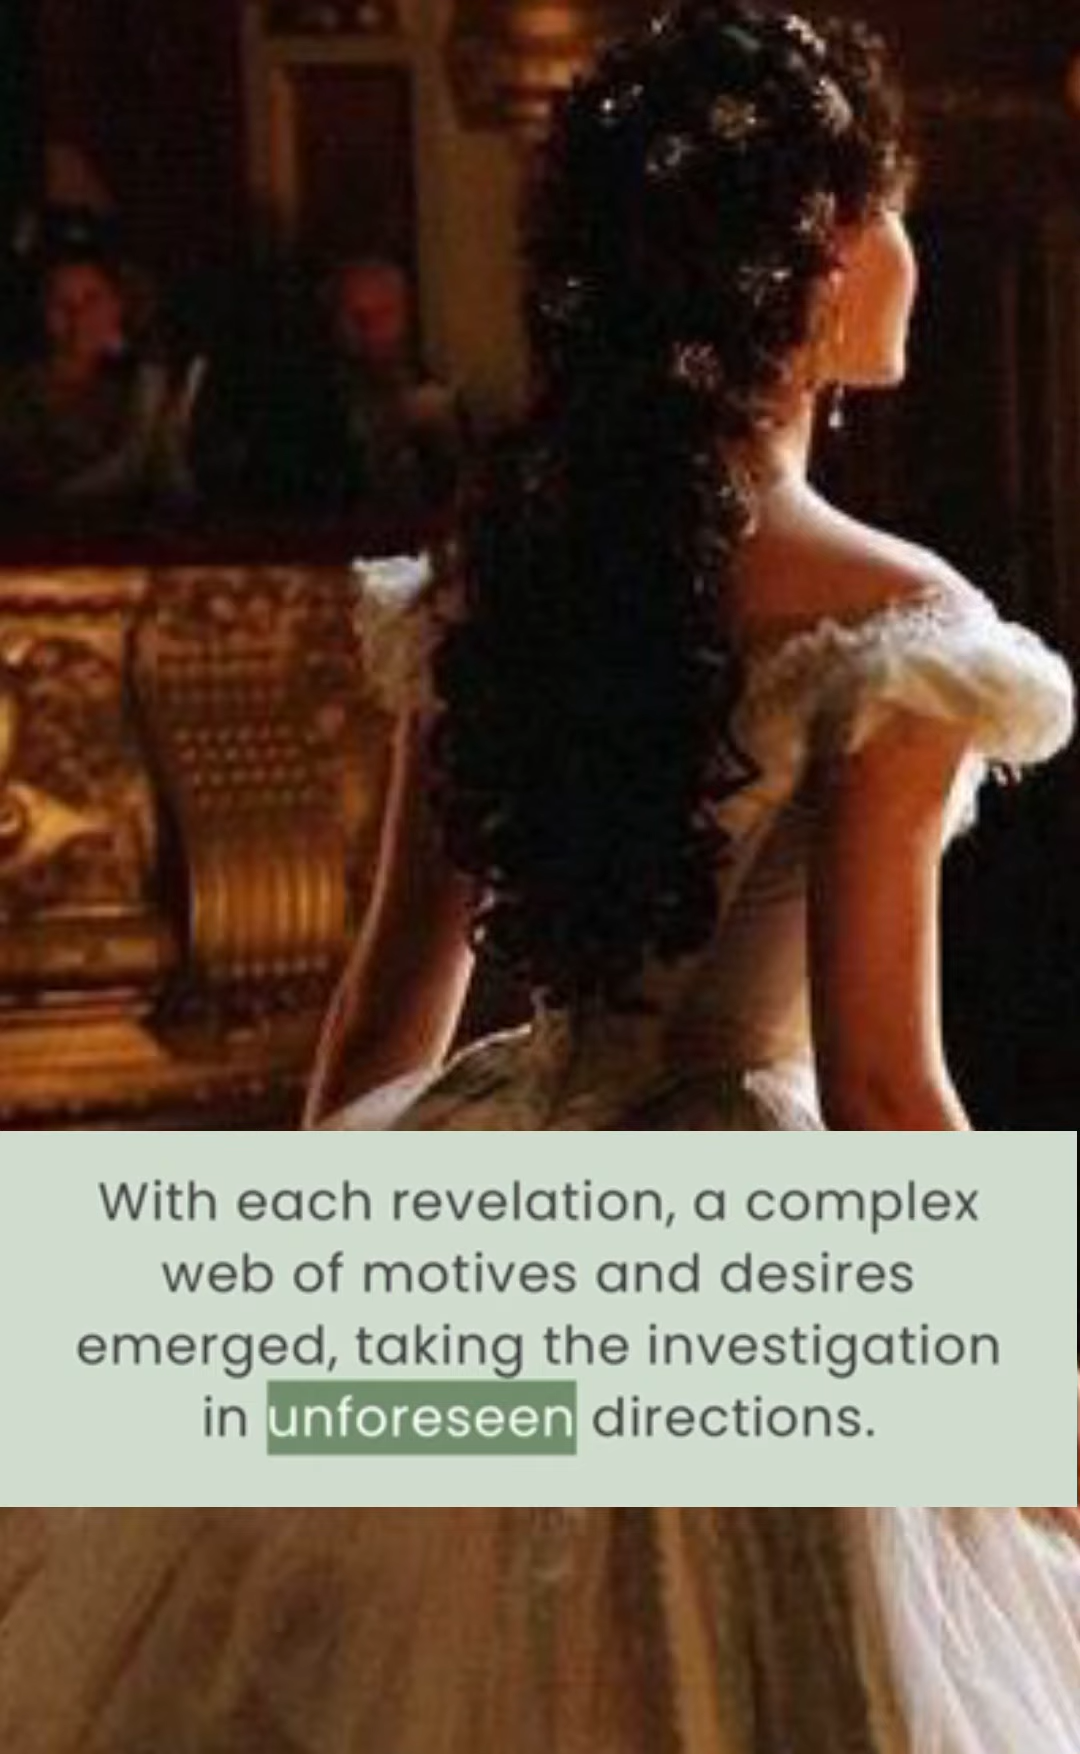 With each revelation, a complex
web of motives and desires
emerged, taking the investigation
in unforeseen directions.